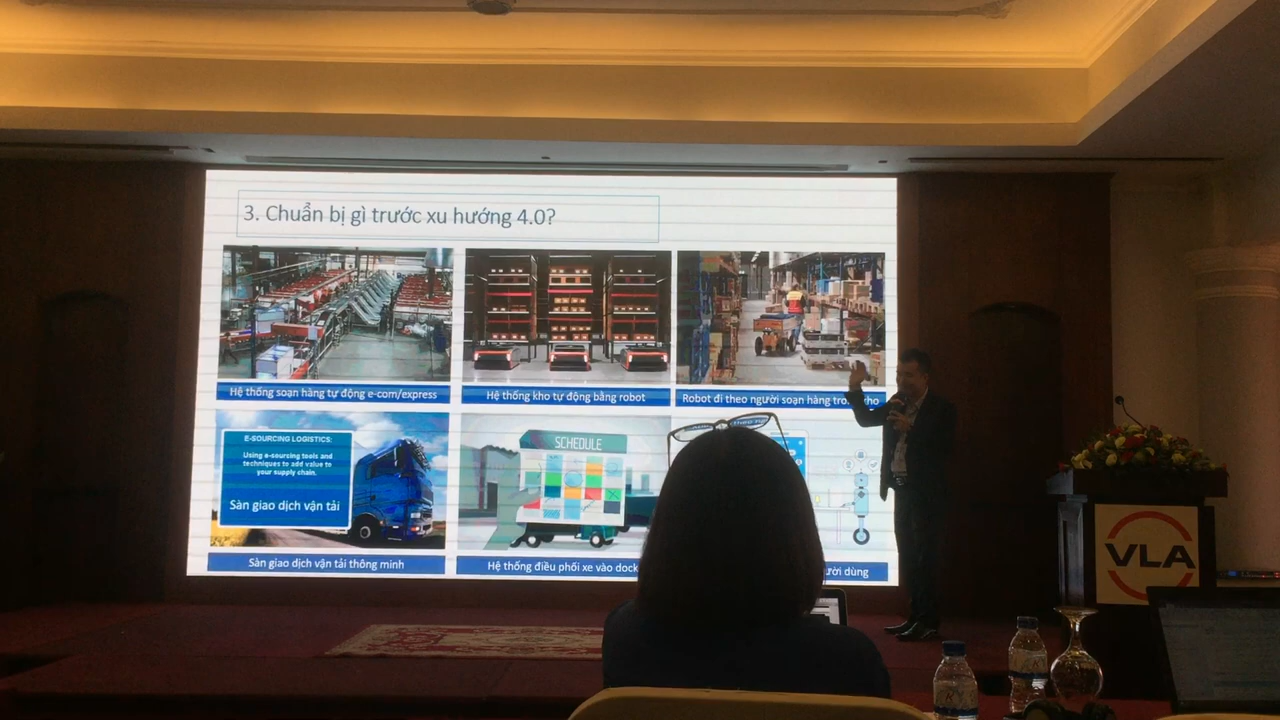 3. Chuẩn bị gì trước xu hướng 4.0?
Hệ thống soạn hàng tự động e-com/express
Hệ thống kho tự động bằng robot
Robot đi theo người soạn hàng trong kho
E-SOURCING LOGISTICS:
Using e-sourcing tools and
techniques to add value to
your supply chain.
Sàn giao dịch vận tải
SCHEDULE
Sàn giao dịch vận tải thông minh
Hệ thống điều phối xe vào dock
dùng
VLA